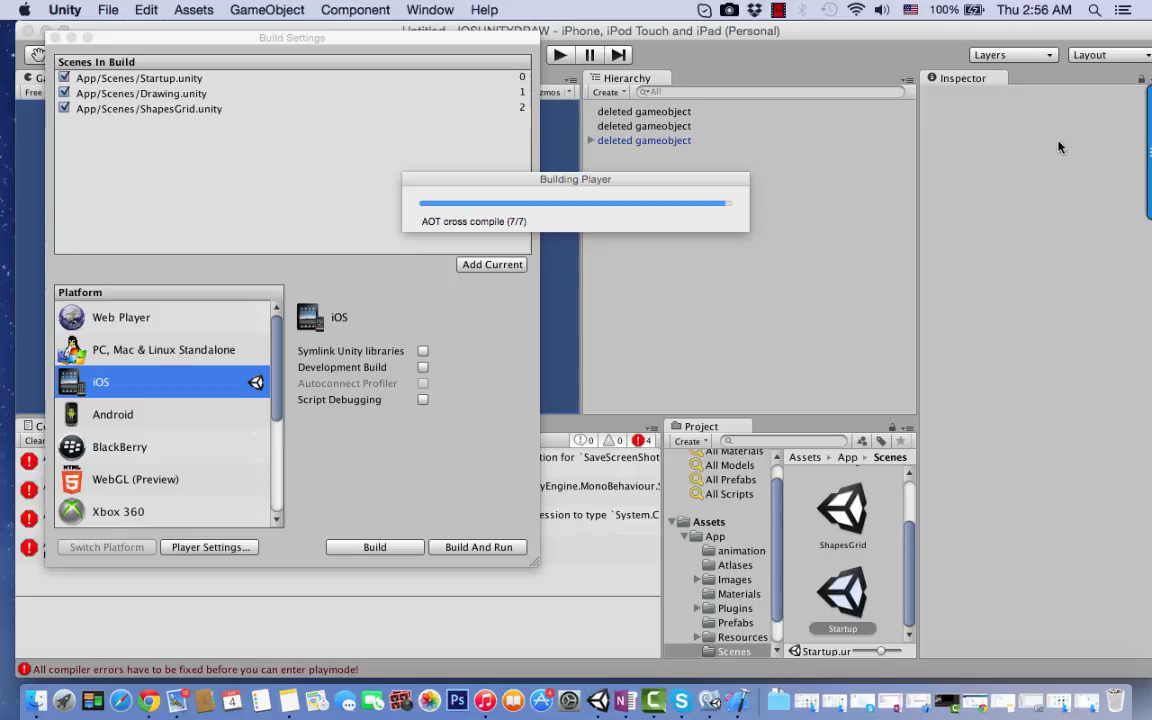 Unity File Edit Assets GameObject Component Window Help 100% Thu 2:56 AM
Untitled - IOSUNITYDRAW - iPhone, iPod Touch and iPad (Personal)
Build Settings
Layers Layout
Scenes In Build
App/Scenes/Startup.unity 0
App/Scenes/Drawing.unity 1
App/Scenes/ShapesGrid.unity 2
Hierarchy
Inspector
Free
Create All
deleted gameobject
deleted gameobject
deleted gameobject
Building Player
AOT cross compile (7/7)
Add Current
Platform
Web Player
PC, Mac & Linux Standalone
iOS
Android
BlackBerry
HTML
WebGL (Preview)
Xbox 360
iOS
Symlink Unity libraries
Development Build
Autoconnect Profiler
Script Debugging
Switch Platform Player Settings... Build Build And Run
0 0 4
ion for `SaveScreenShot
yEngine.MonoBehaviour.
ession to type `System.C
Project
Create
All Materials
All Models
All Prefabs
All Scripts
Assets
App
animation
Atlases
Images
Materials
Plugins
Prefabs
Resources
Scenes
Assets App Scenes
ShapesGrid
Startup
Startup.ur
All compiler errors have to be fixed before you can enter playmode!